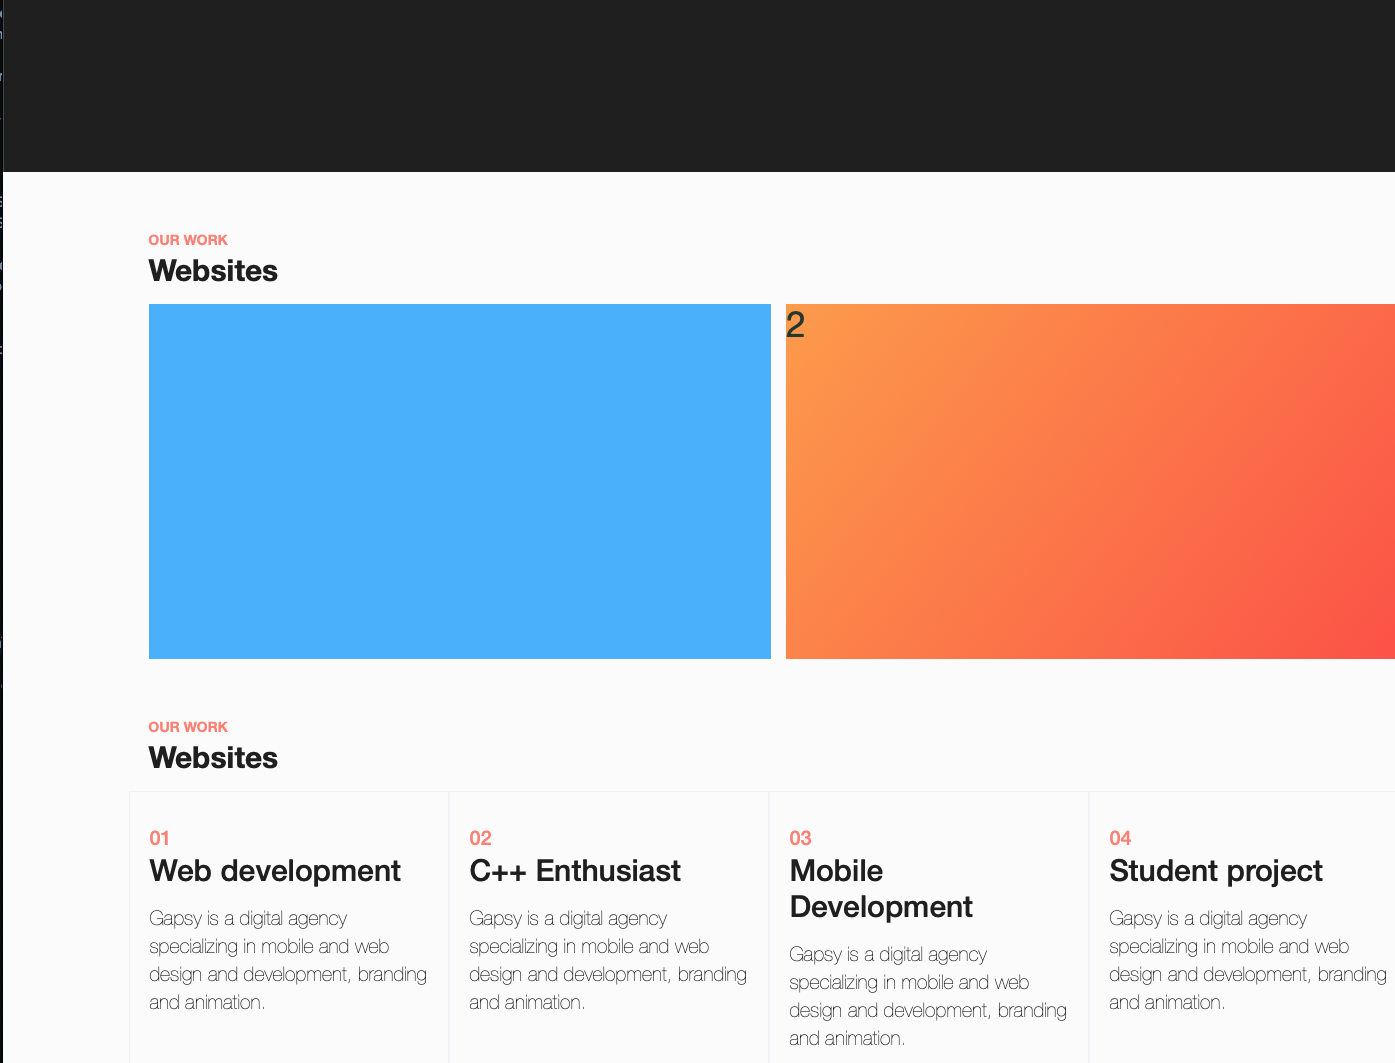 OUR WORK
Websites
2
OUR WORK
Websites
01
Web development
Gapsy is a digital agency
specializing in mobile and web
design and development, branding
and animation.
02
C++ Enthusiast
Gapsy is a digital agency
specializing in mobile and web
design and development, branding
and animation.
03
Mobile
Development
Gapsy is a digital agency
specializing in mobile and web
design and development, branding
and animation.
04
Student project
Gapsy is a digital agency
specializing in mobile and web
design and development, branding
and animation.